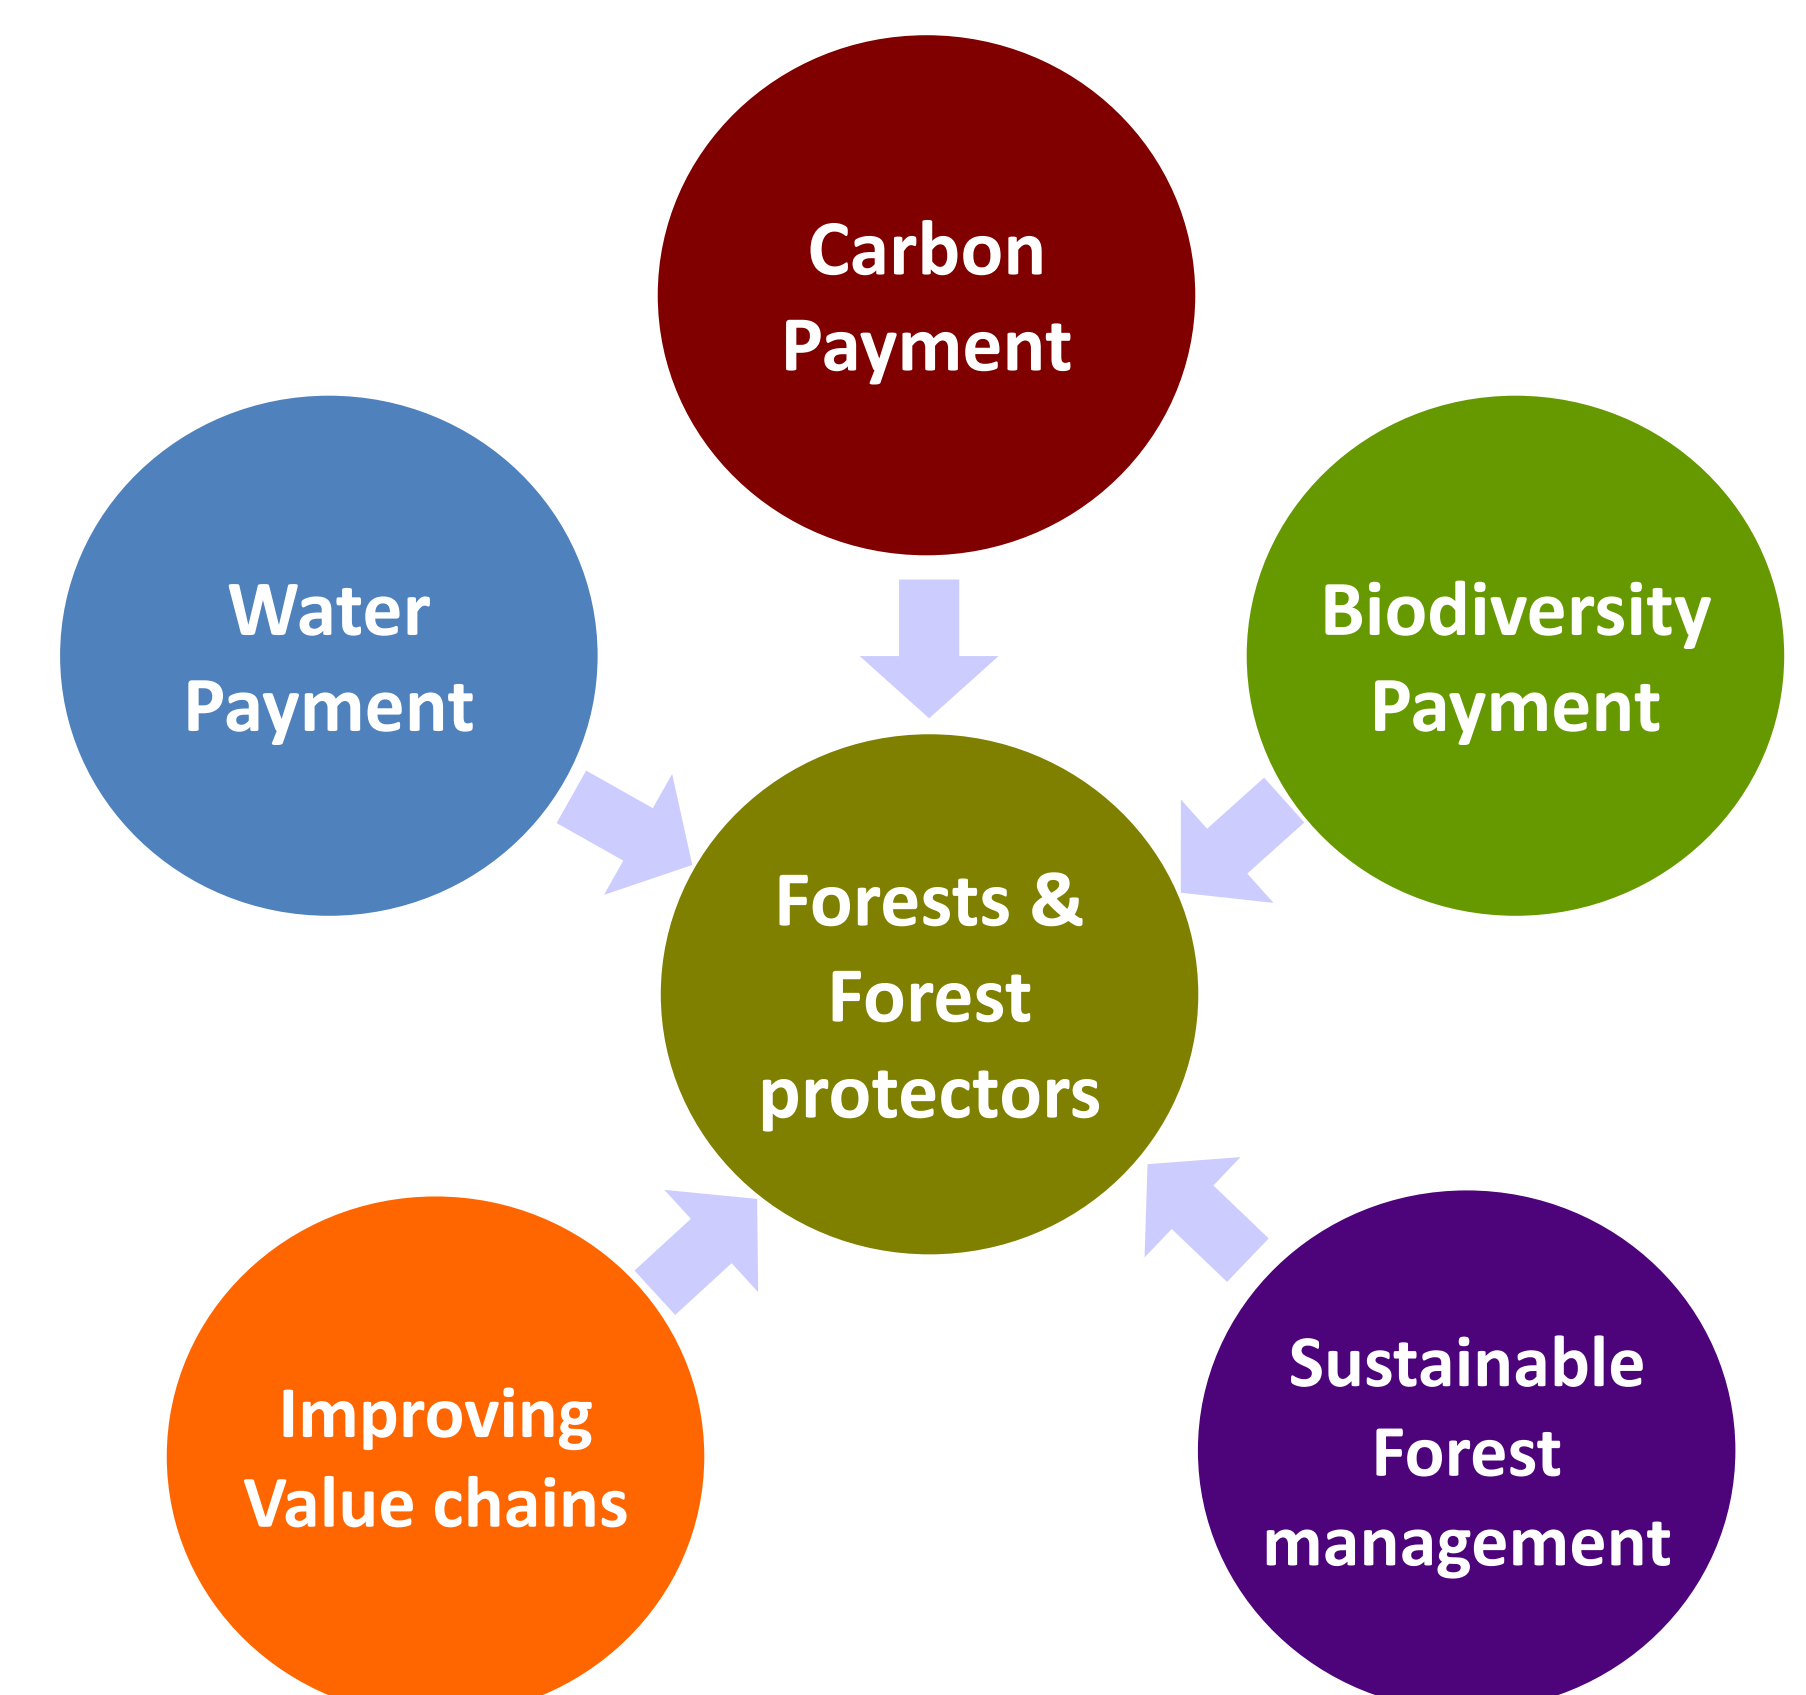 Carbon
Payment
Water
Payment
Biodiversity
Payment
Forests &
Forest
protectors
Improving
Value chains
Sustainable
Forest
management